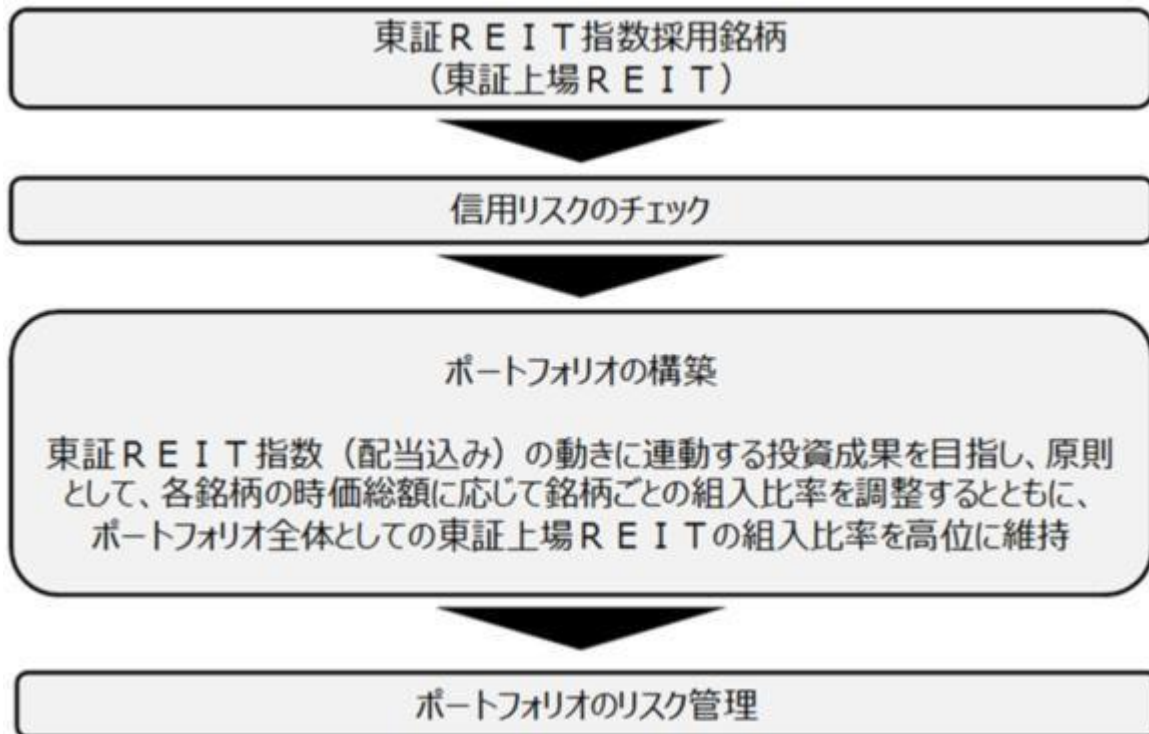 東証ＲＥＩＴ指数採用銘柄
（東証上場ＲＥＩＴ）
信用リスクのチェック
ポートフォリオの構築
東証ＲＥＩＴ指数（配当込み）の動きに連動する投資成果を目指し、原則
として、各銘柄の時価総額に応じて銘柄ごとの組入比率を調整するとともに、
ポートフォリオ全体としての東証上場ＲＥＩＴの組入比率を高位に維持
ポートフォリオのリスク管理